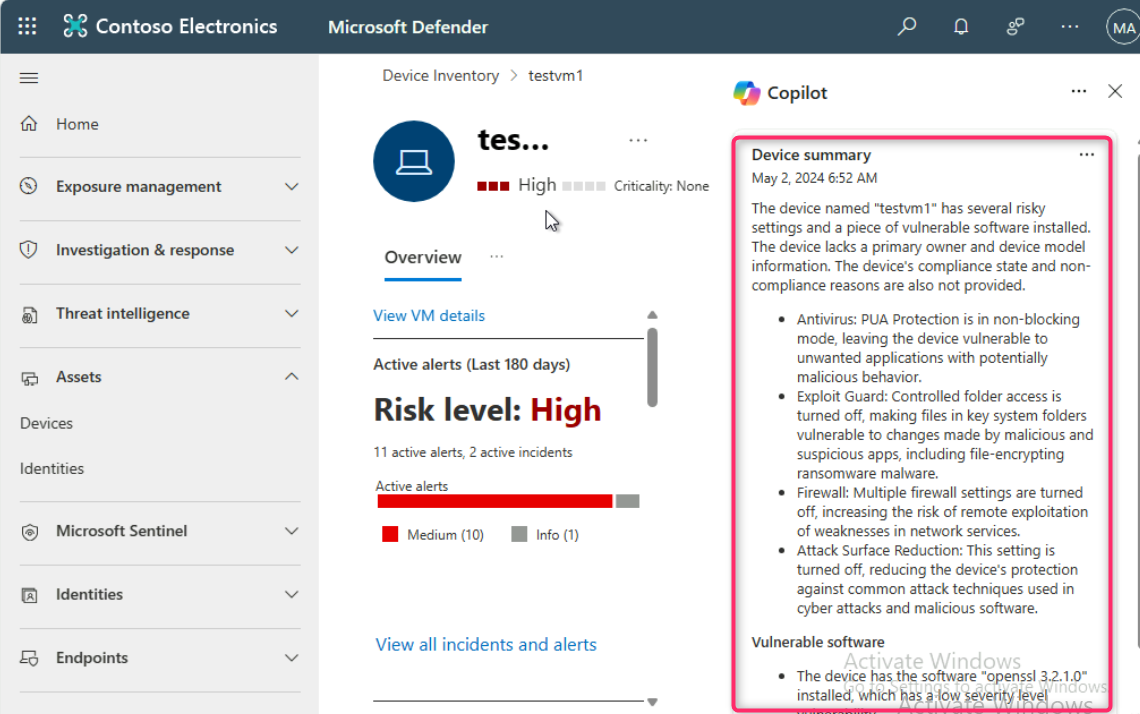 Contoso Electronics
Microsoft Defender
MA
Home
Exposure management
Investigation & response
Threat intelligence
Assets
Devices
Identities
Microsoft Sentinel
Identities
Endpoints
Device Inventory > testvm1
tes...
High
Criticality: None
Overview
View VM details
Active alerts (Last 180 days)
Risk level: High
11 active alerts, 2 active incidents
Active alerts
Medium (10)
Info (1)
View all incidents and alerts
Copilot
Device summary
May 2, 2024 6:52 AM
The device named "testvm1" has several risky
settings and a piece of vulnerable software installed.
The device lacks a primary owner and device model
information. The device's compliance state and non-
compliance reasons are also not provided.
• Antivirus: PUA Protection is in non-blocking
mode, leaving the device vulnerable to
unwanted applications with potentially
malicious behavior.
• Exploit Guard: Controlled folder access is
turned off, making files in key system folders
vulnerable to changes made by malicious and
suspicious apps, including file-encrypting
ransomware malware.
• Firewall: Multiple firewall settings are turned
off, increasing the risk of remote exploitation
of weaknesses in network services.
• Attack Surface Reduction: This setting is
turned off, reducing the device's protection
against common attack techniques used in
cyber attacks and malicious software.
Vulnerable software
• The device has the software "openssl 3.2.1.0"
installed, which has a low severity level
vulnerability
Activate Windows
Go to Settings to activate Windows
Activate Windows